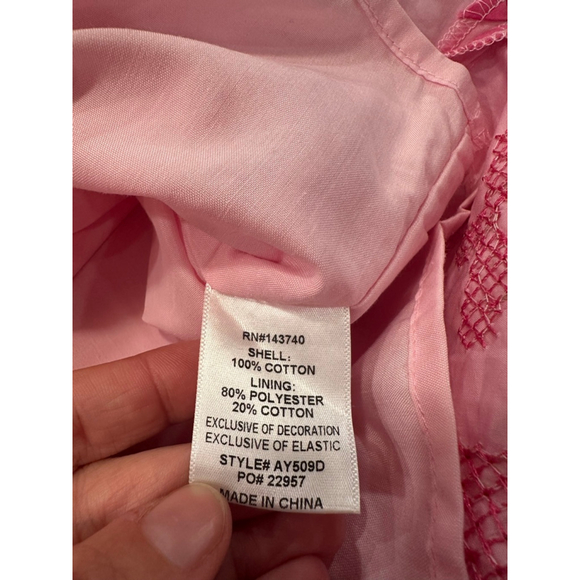 RN#143740
SHELL:
100% COTTON
LINING:
80% POLYESTER
20% COTTON
EXCLUSIVE OF DECORATION
EXCLUSIVE OF ELASTIC
STYLE# AY509D
PO# 22957
MADE IN CHINA